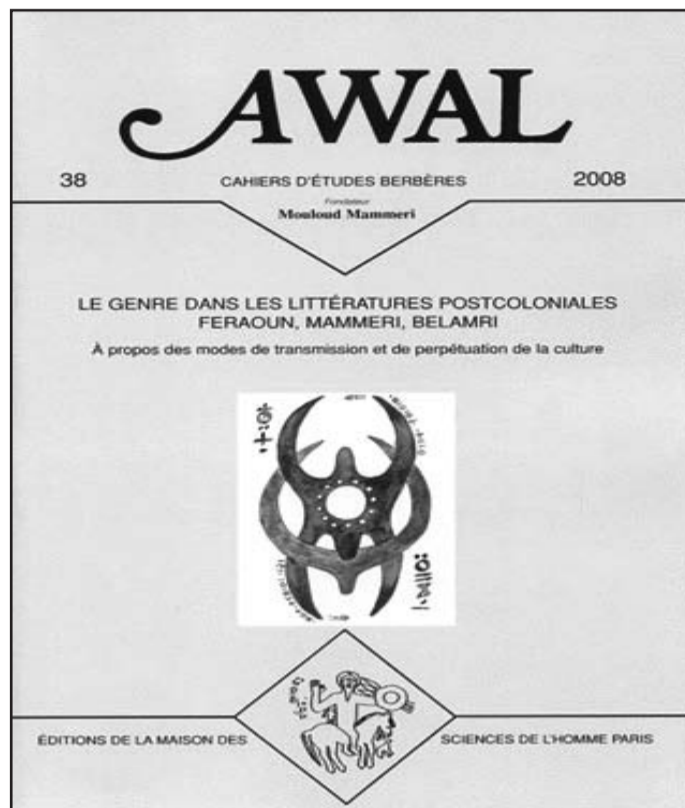 AWAL
38 CAHIERS D'ÉTUDES BERBÈRES 2008
Fondateur
Mouloud Mammeri
LE GENRE DANS LES LITTÉRATURES POSTCOLONIALES
FERAOUN, MAMMERI, BELAMRI
À propos des modes de transmission et de perpétuation de la culture
ÉDITIONS DE LA MAISON DES SCIENCES DE L'HOMME PARIS